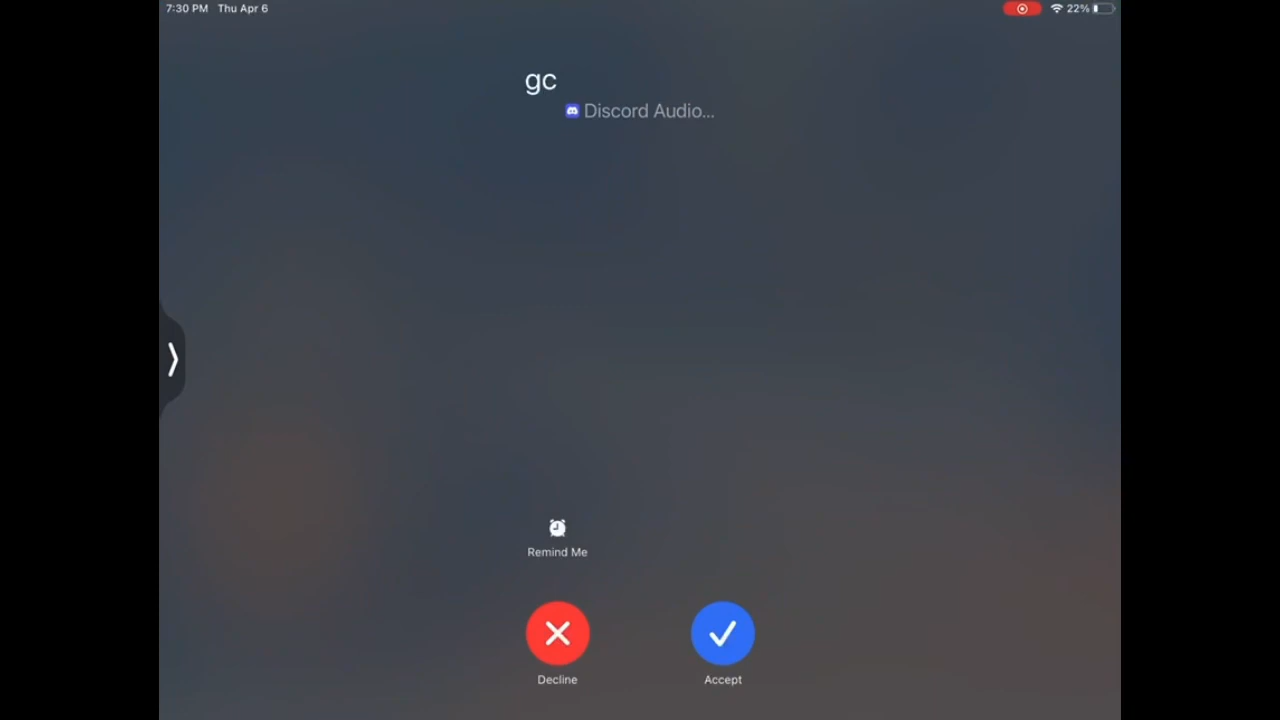 7:30 PM Thu Apr 6
22%
gc
Discord Audio...
Remind Me
Decline
Accept